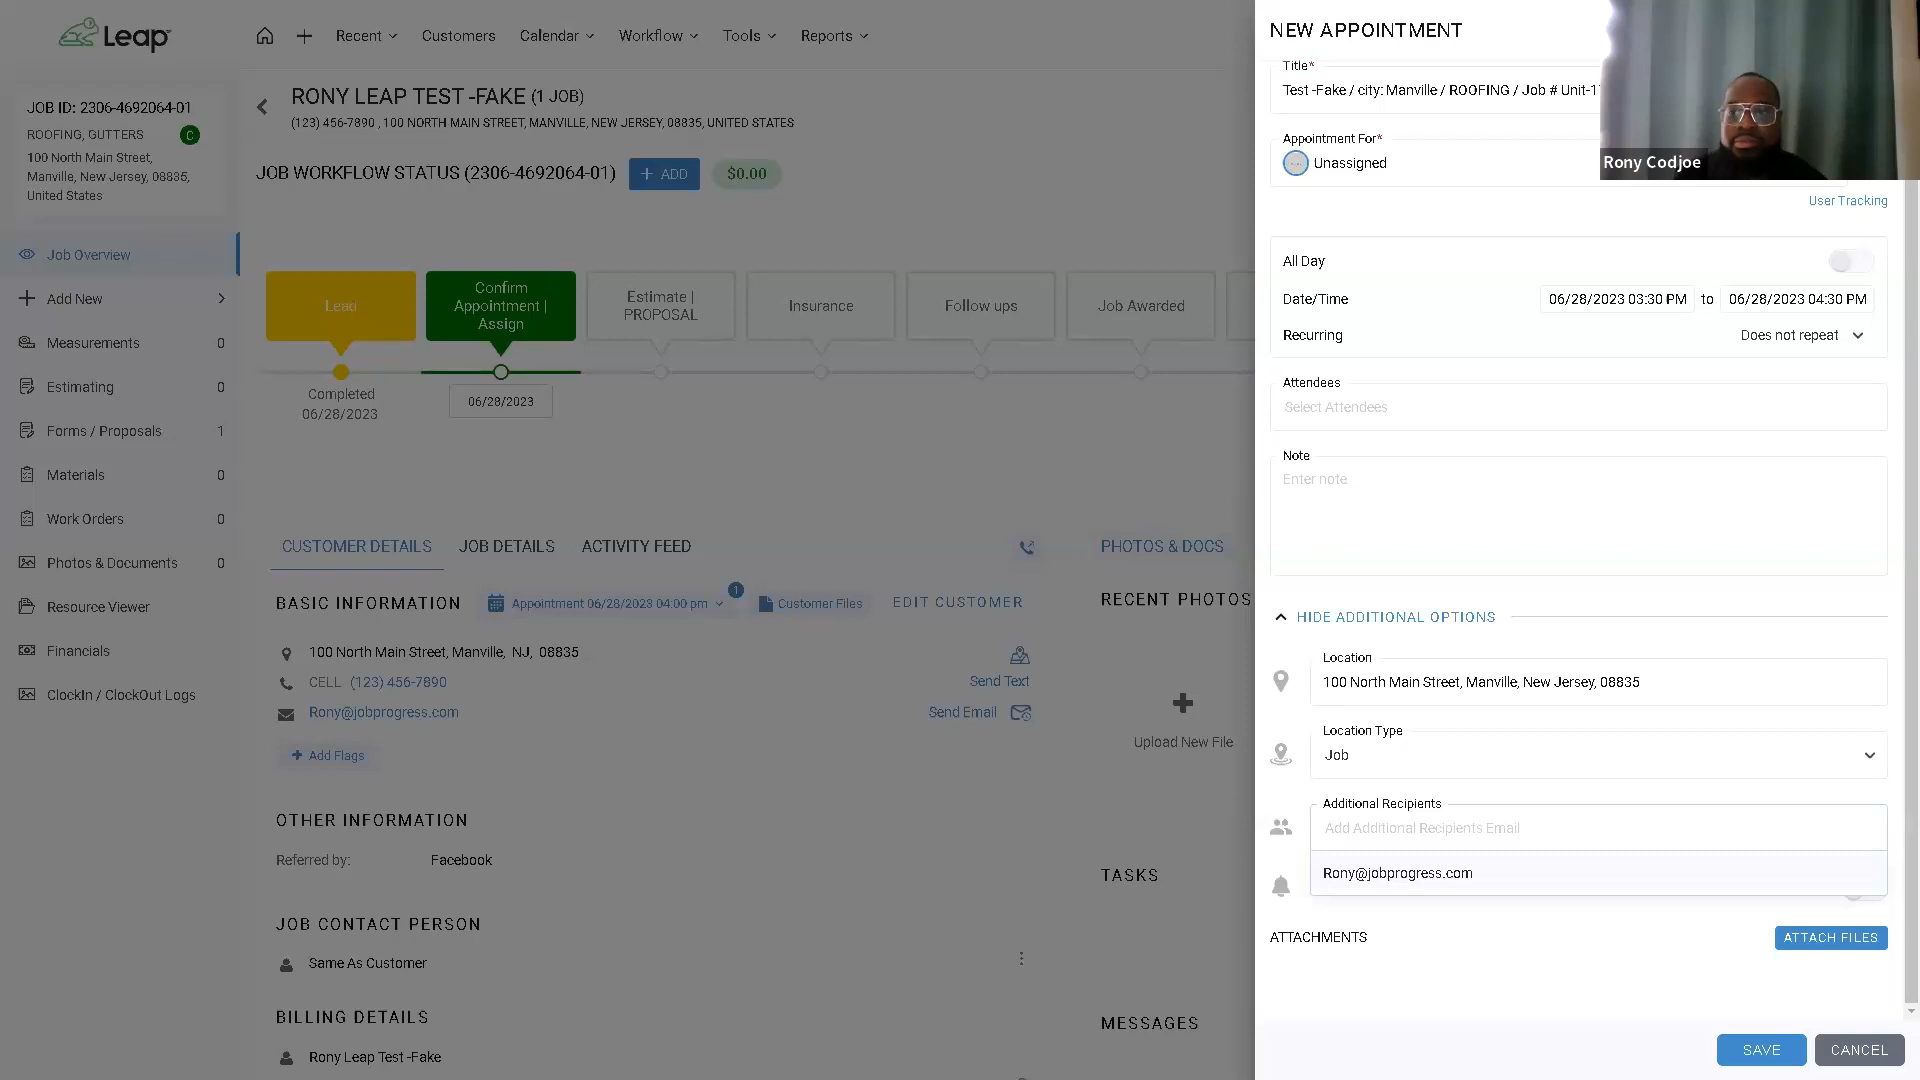 Leap
Recent
Customers
Calendar
Workflow
Tools
Reports
JOB ID: 2306-4692064-01
ROOFING, GUTTERS
C
100 North Main Street,
Manville, New Jersey, 08835,
United States
Job Overview
Add New
Measurements 0
Estimating 0
Forms / Proposals 1
Materials 0
Work Orders 0
Photos & Documents 0
Resource Viewer
Financials
ClockIn / ClockOut Logs
RONY LEAP TEST -FAKE (1 JOB)
(123) 456-7890 , 100 NORTH MAIN STREET, MANVILLE, NEW JERSEY, 08835, UNITED STATES
JOB WORKFLOW STATUS (2306-4692064-01)
+ ADD
$0.00
Lead
Confirm
Appointment |
Assign
Estimate |
PROPOSAL
Insurance
Follow ups
Job Awarded
Completed
06/28/2023
06/28/2023
CUSTOMER DETAILS
JOB DETAILS
ACTIVITY FEED
BASIC INFORMATION
Appointment 06/28/2023 04:00 pm
1
Customer Files
EDIT CUSTOMER
100 North Main Street, Manville, NJ, 08835
CELL (123) 456-7890
Send Text
Rony@jobprogress.com
Send Email
+ Add Flags
OTHER INFORMATION
Referred by: Facebook
JOB CONTACT PERSON
Same As Customer
BILLING DETAILS
Rony Leap Test -Fake
PHOTOS & DOCS
RECENT PHOTOS
Upload New File
TASKS
MESSAGES
NEW APPOINTMENT
Title*
Test -Fake / city: Manville / ROOFING / Job # Unit-1
Appointment For*
Unassigned
Rony Codjoe
User Tracking
All Day
Date/Time 06/28/2023 03:30 PM to 06/28/2023 04:30 PM
Recurring Does not repeat
Attendees
Select Attendees
Note
Enter note
HIDE ADDITIONAL OPTIONS
Location
100 North Main Street, Manville, New Jersey, 08835
Location Type
Job
Additional Recipients
Add Additional Recipients Email
Rony@jobprogress.com
ATTACHMENTS
ATTACH FILES
SAVE
CANCEL